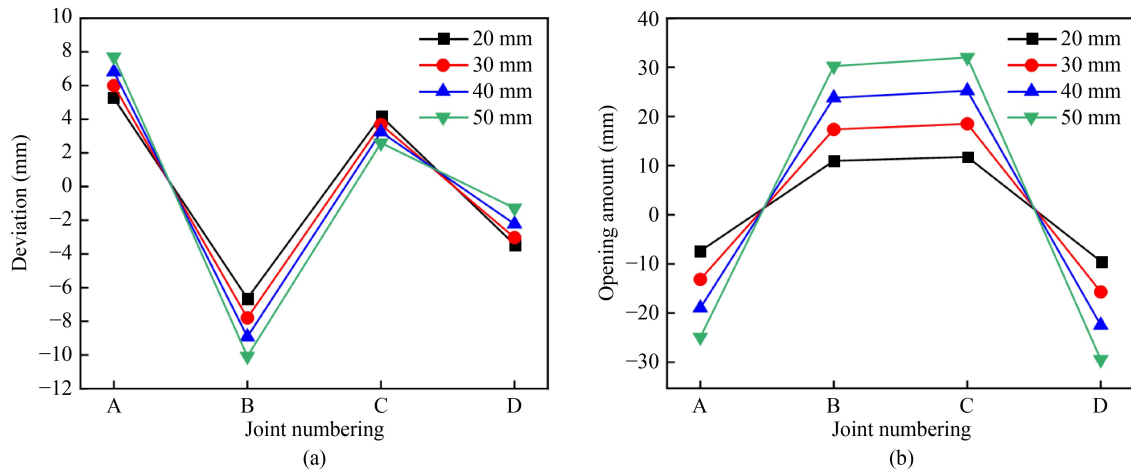 10
8
6
4
2
0
−2
−4
−6
−8
−10
−12
Deviation (mm)
20 mm
30 mm
40 mm
50 mm
A B C D
Joint numbering
(a)
40
30
20
10
0
−10
−20
−30
Opening amount (mm)
20 mm
30 mm
40 mm
50 mm
A B C D
Joint numbering
(b)